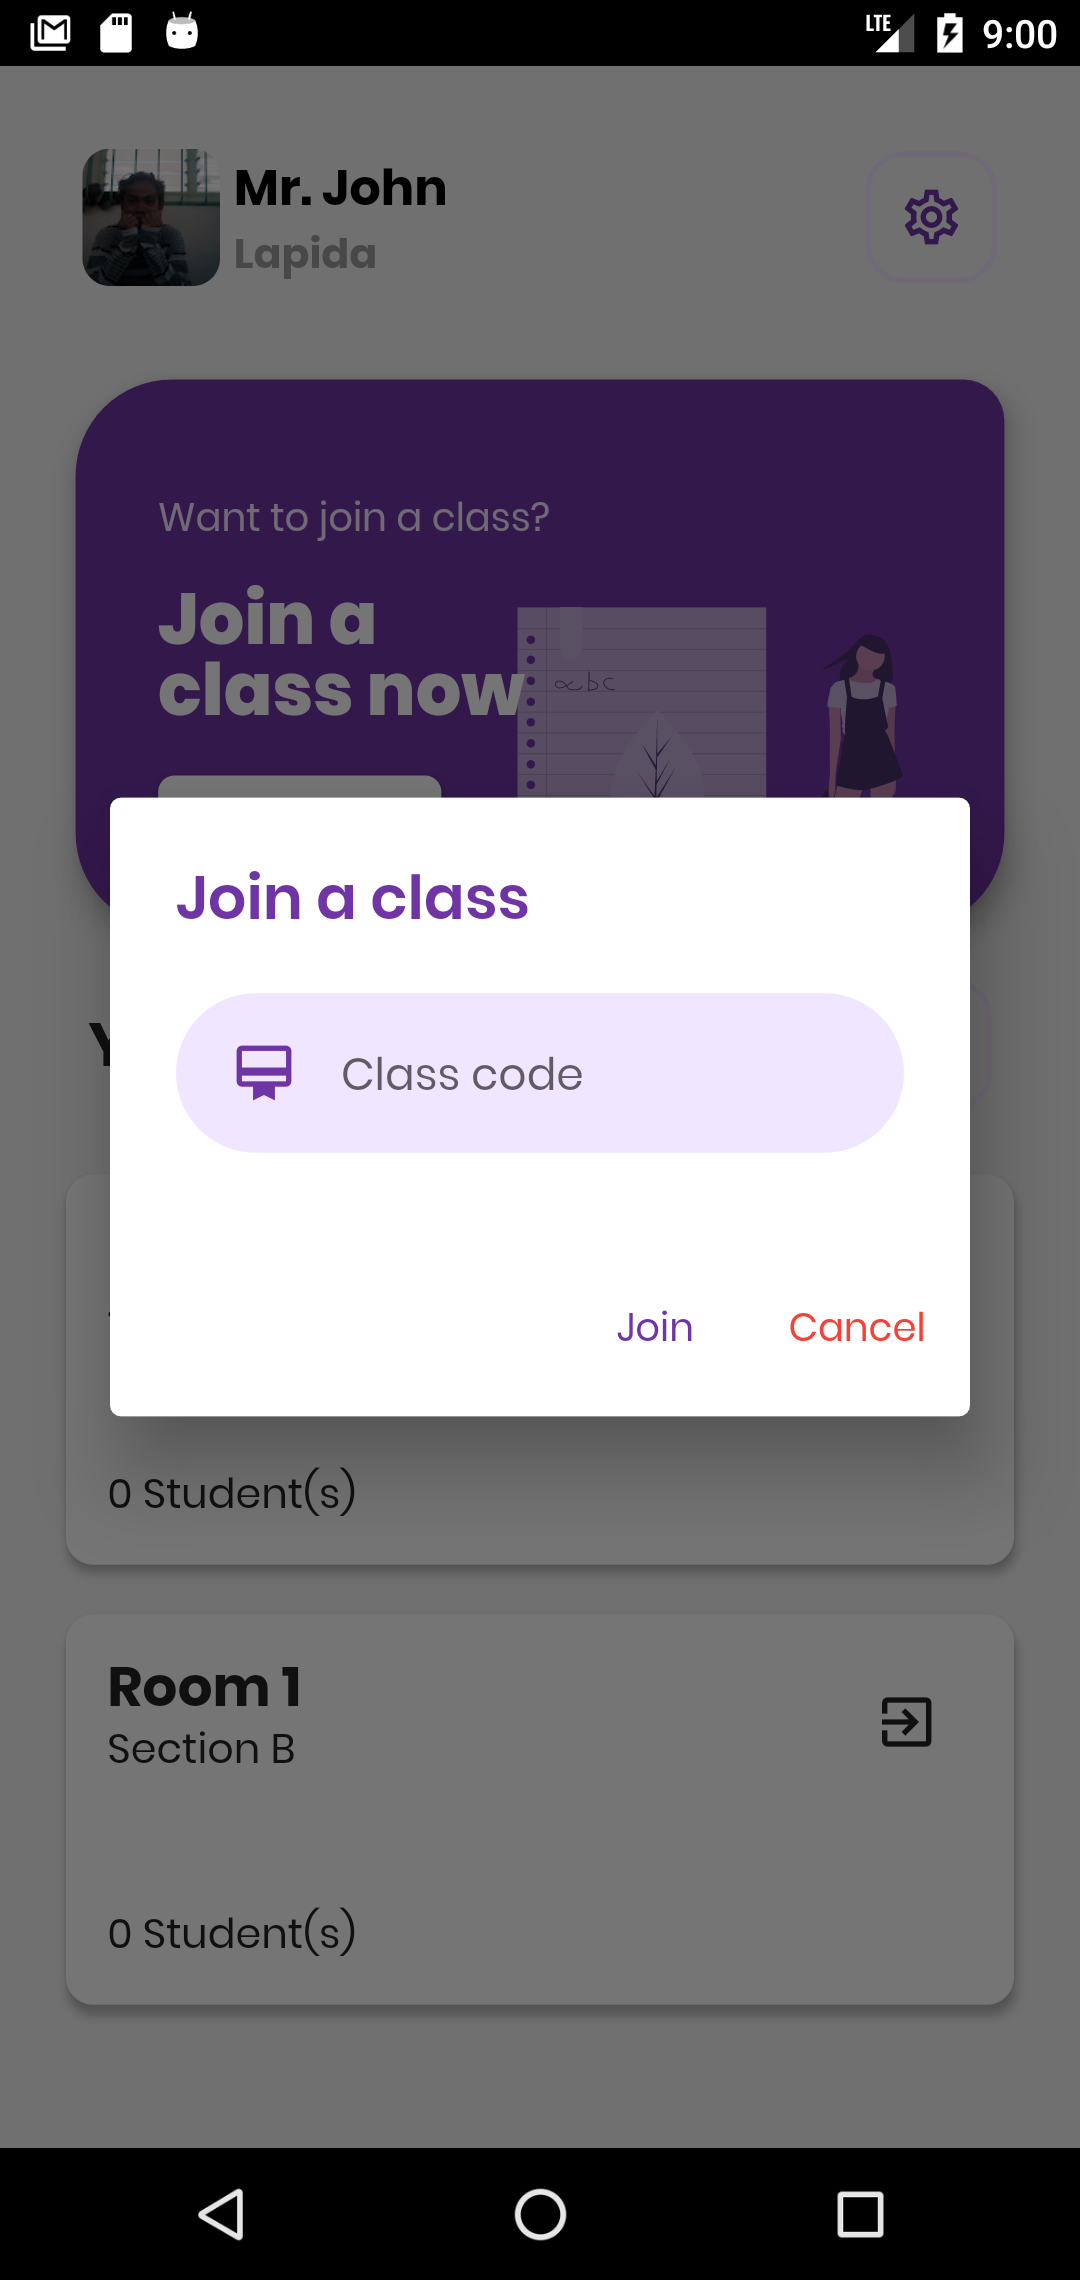 LTE 9:00
Mr. John
Lapida
Want to join a class?
Join a
class now
abc
Join a class
Y
Class code
Join Cancel
0 Student(s)
Room 1
Section B
0 Student(s)